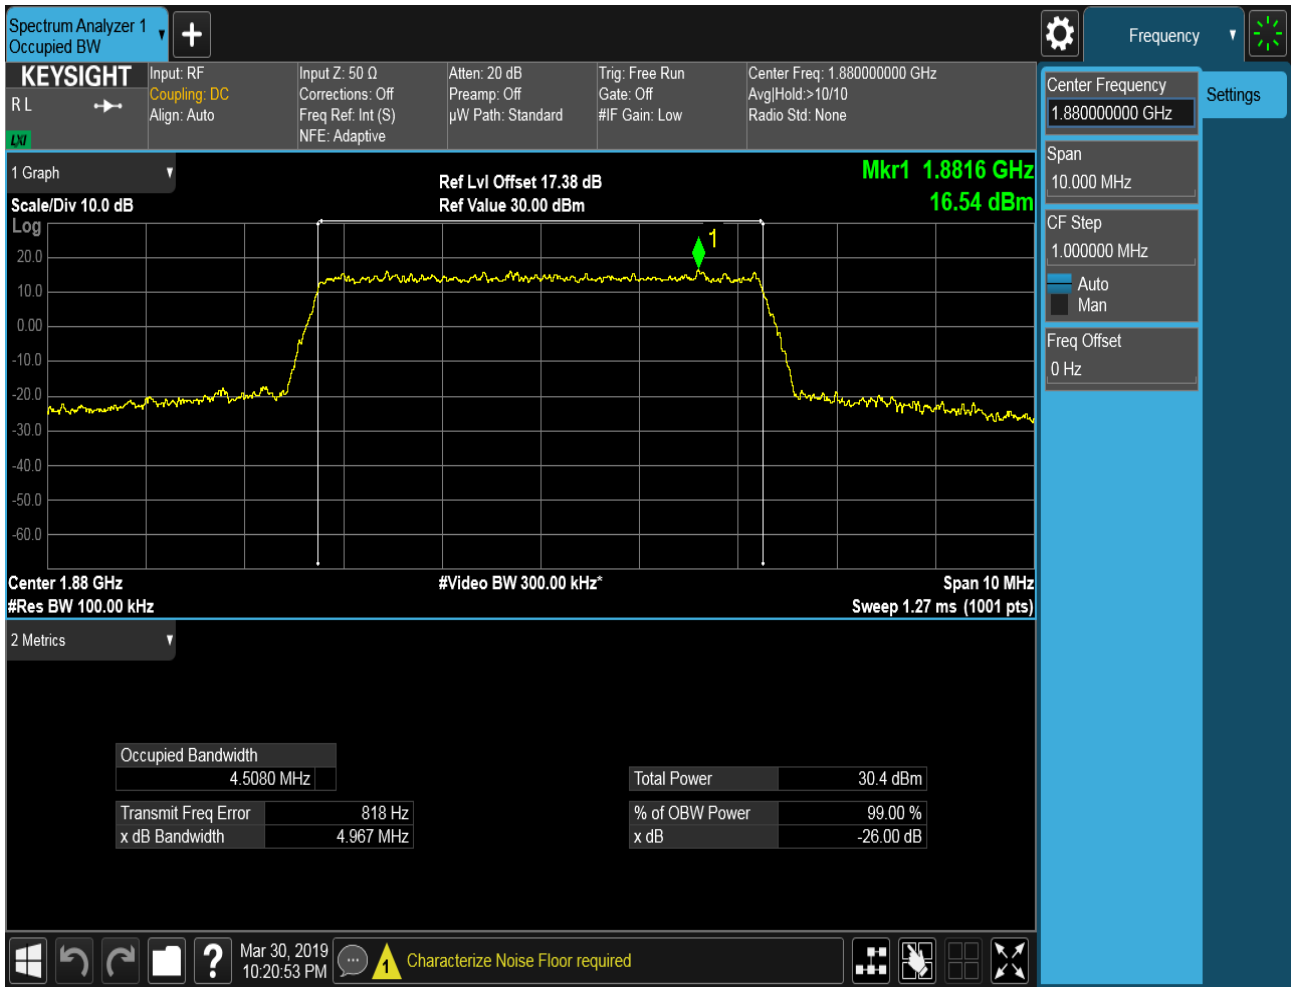 Spectrum Analyzer 1
Occupied BW
Frequency
KEYSIGHT
R L
LXI
Input: RF
Coupling: DC
Align: Auto
Input Z: 50 Ω
Corrections: Off
Freq Ref: Int (S)
NFE: Adaptive
Atten: 20 dB
Preamp: Off
µW Path: Standard
Trig: Free Run
Gate: Off
#IF Gain: Low
Center Freq: 1.880000000 GHz
Avg|Hold:>10/10
Radio Std: None
Center Frequency
1.880000000 GHz
Settings
Span
10.000 MHz
CF Step
1.000000 MHz
Auto
Man
Freq Offset
0 Hz
1 Graph
Scale/Div 10.0 dB
Log
Ref Lvl Offset 17.38 dB
Ref Value 30.00 dBm
Mkr1 1.8816 GHz
16.54 dBm
1
20.0
10.0
0.00
-10.0
-20.0
-30.0
-40.0
-50.0
-60.0
Center 1.88 GHz
#Video BW 300.00 kHz*
Span 10 MHz
#Res BW 100.00 kHz
Sweep 1.27 ms (1001 pts)
2 Metrics
Occupied Bandwidth
4.5080 MHz
Total Power 30.4 dBm
Transmit Freq Error 818 Hz
% of OBW Power 99.00 %
x dB Bandwidth 4.967 MHz
x dB -26.00 dB
?
Mar 30, 2019
10:20:53 PM
1
Characterize Noise Floor required